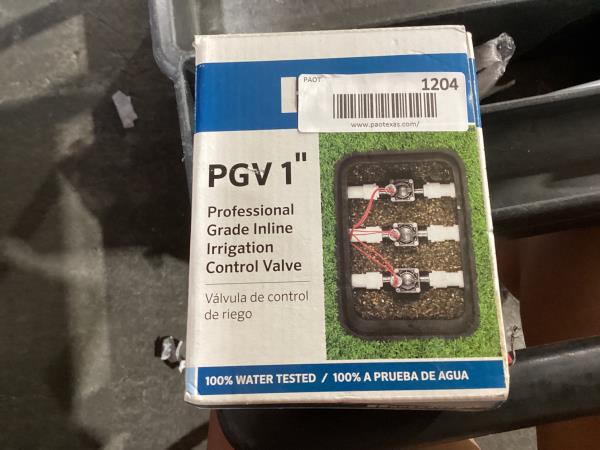 PAOT
1204
www.paotexas.com/
PGV 1"
Professional
Grade Inline
Irrigation
Control Valve
Válvula de control
de riego
100% WATER TESTED / 100% A PRUEBA DE AGUA